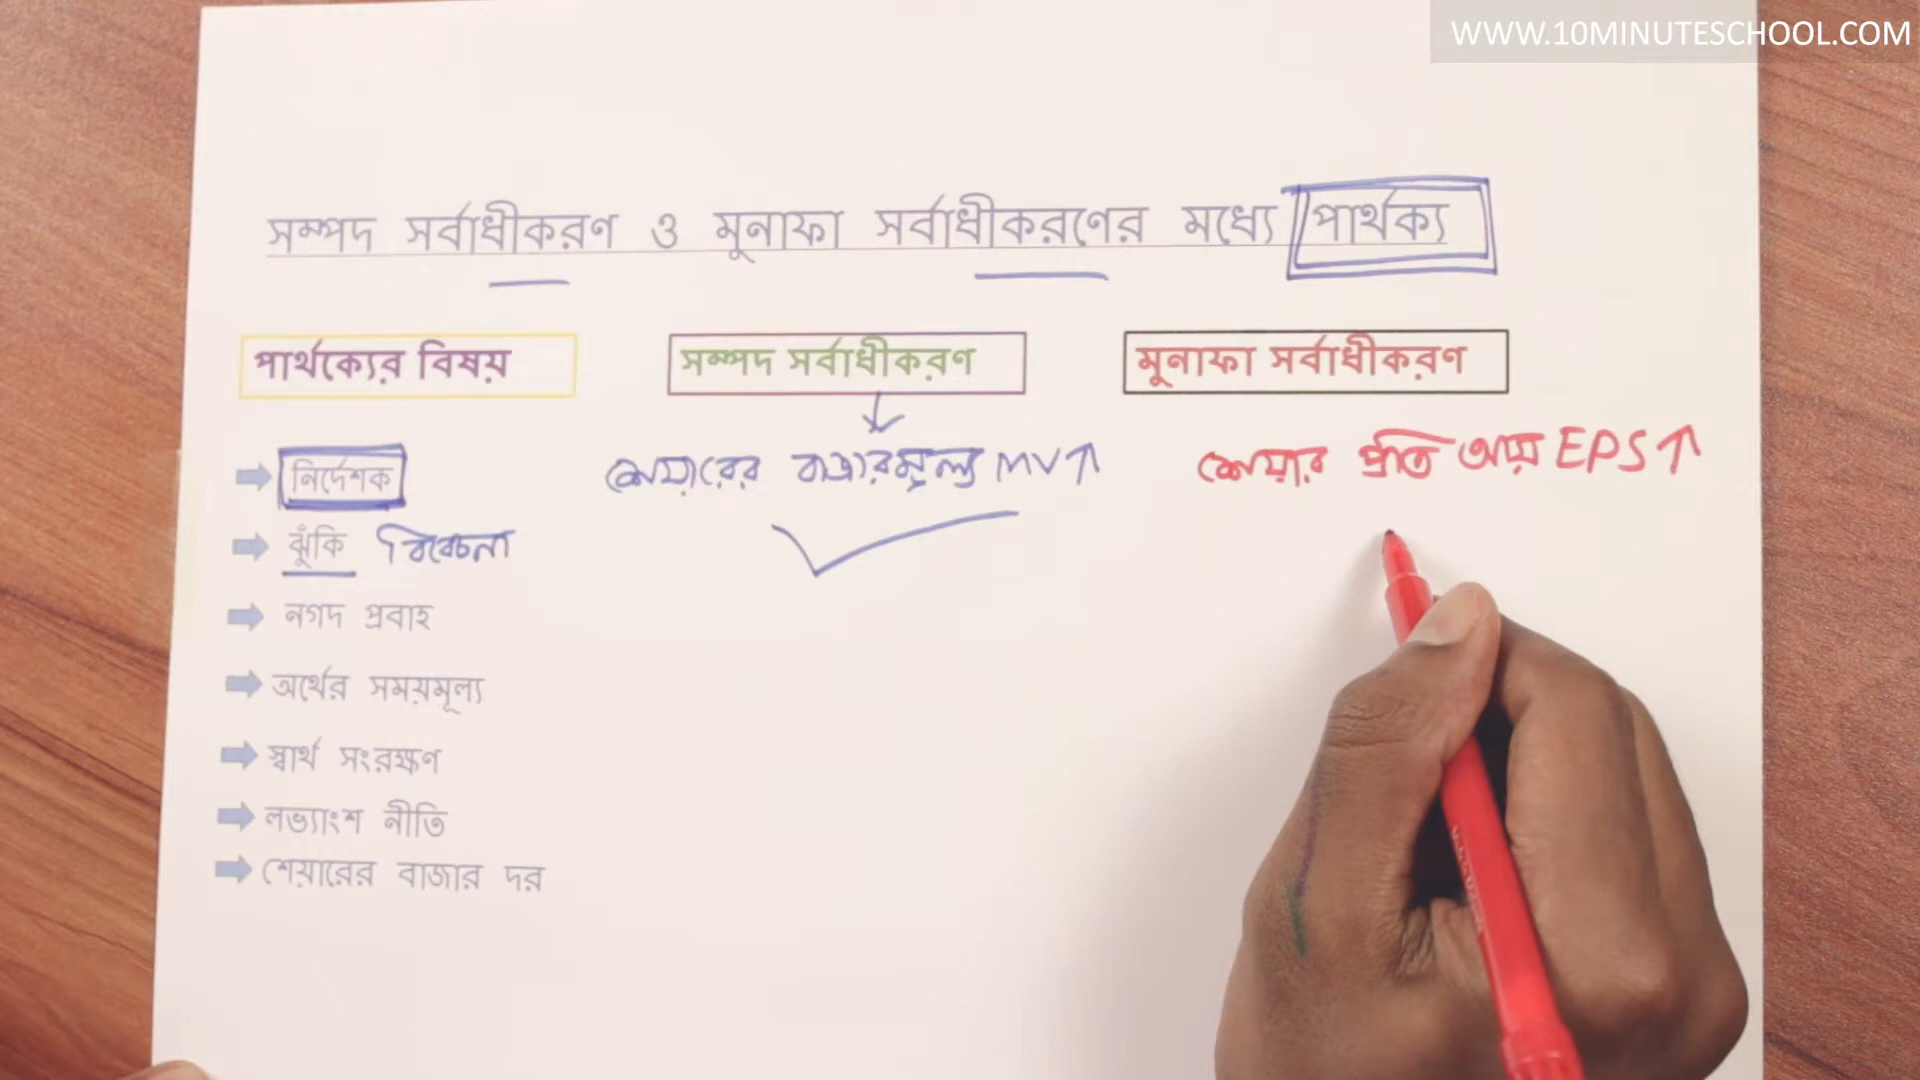 WWW.10MINUTESCHOOL.COM
সম্পদ সর্বাধীকরণ ও মুনাফা সর্বাধীকরণের মধ্যে পার্থক্য
পার্থক্যের বিষয় সম্পদ সর্বাধীকরণ মুনাফা সর্বাধীকরণ
নির্দেশক শেয়ারের বাজারমূল্য MV↑ শেয়ার প্রতি আয় EPS↑
ঝুঁকি বিবেচনা
নগদ প্রবাহ
অর্থের সময়মূল্য
স্বার্থ সংরক্ষণ
লভ্যাংশ নীতি
শেয়ারের বাজার দর